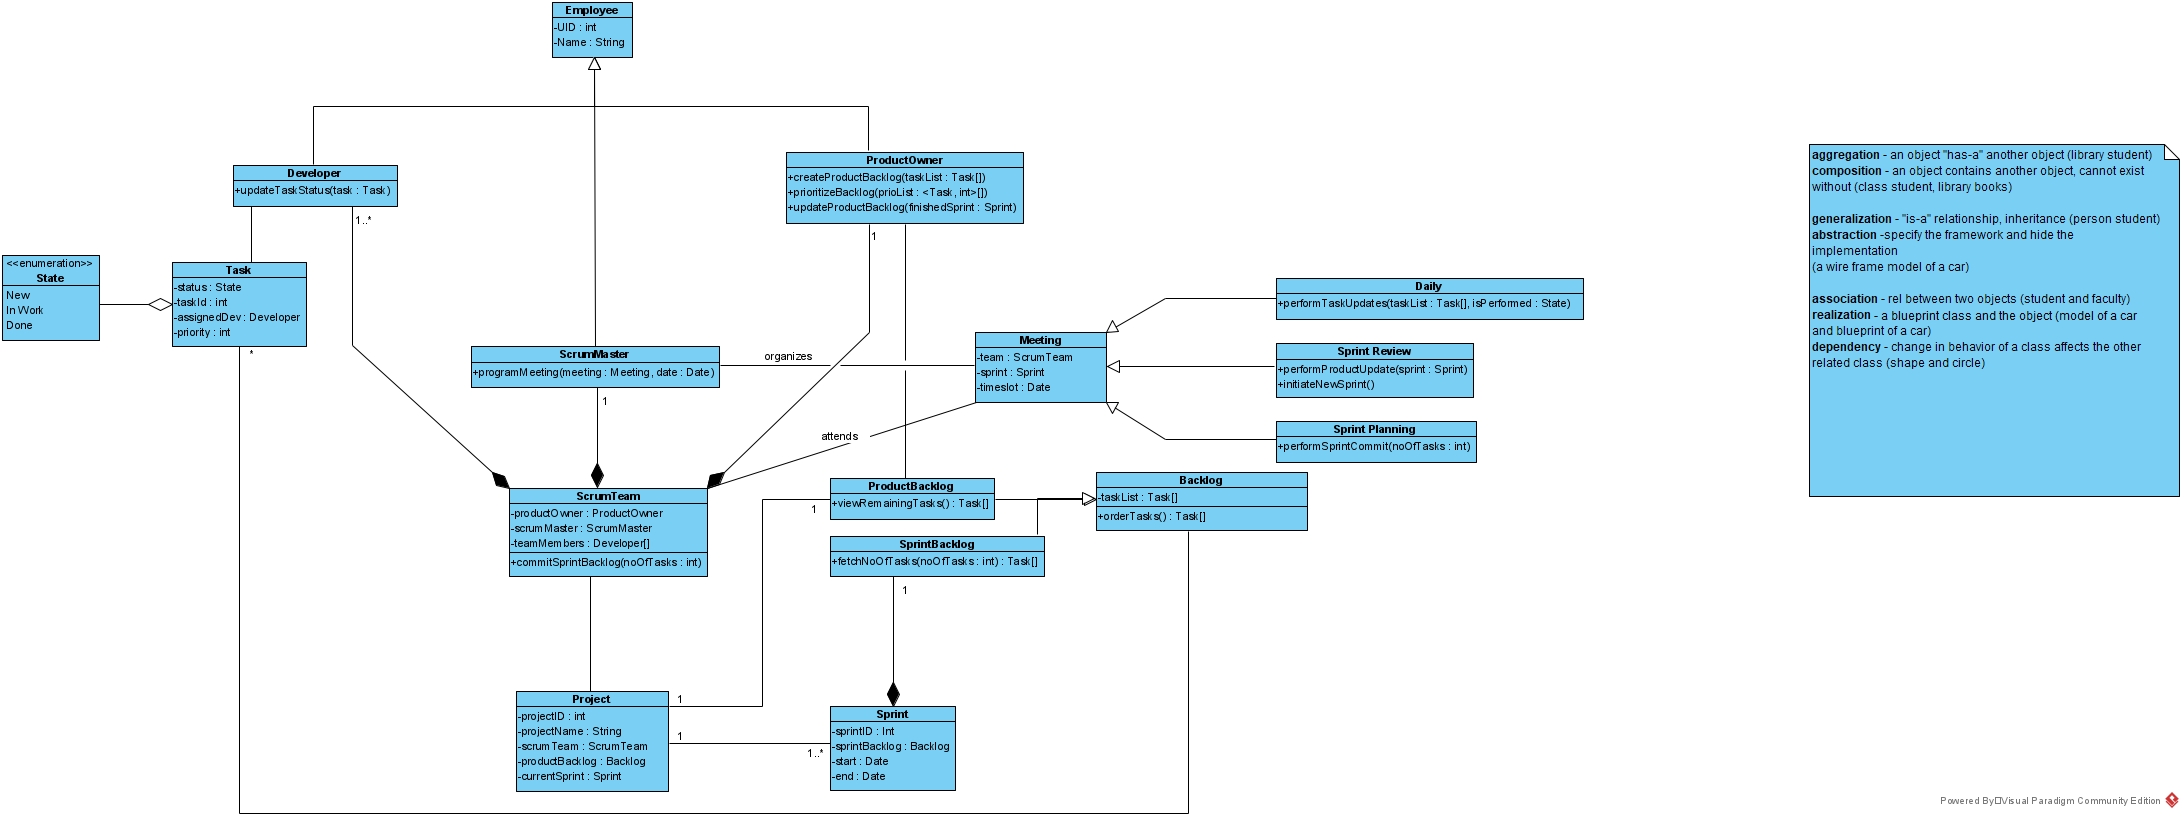 Employee
-UID : int
-Name : String
Developer
+updateTaskStatus(task : Task)
1..*
ProductOwner
+createProductBacklog(taskList : Task[])
+prioritizeBacklog(prioList : <Task, int>[])
+updateProductBacklog(finishedSprint : Sprint)
1
<<enumeration>>
State
New
In Work
Done
Task
-status : State
-taskId : int
-assignedDev : Developer
-priority : int
*
ScrumMaster
+programMeeting(meeting : Meeting, date : Date)
1
organizes
Meeting
-team : ScrumTeam
-sprint : Sprint
-timeslot : Date
attends
Daily
+performTaskUpdates(taskList : Task[], isPerformed : State)
Sprint Review
+performProductUpdate(sprint : Sprint)
+initiateNewSprint()
Sprint Planning
+performSprintCommit(noOfTasks : int)
ScrumTeam
-productOwner : ProductOwner
-scrumMaster : ScrumMaster
-teamMembers : Developer[]
+commitSprintBacklog(noOfTasks : int)
ProductBacklog
+viewRemainingTasks() : Task[]
1
Backlog
-taskList : Task[]
+orderTasks() : Task[]
SprintBacklog
+fetchNoOfTasks(noOfTasks : int) : Task[]
1
Project
-projectID : int
-projectName : String
-scrumTeam : ScrumTeam
-productBacklog : Backlog
-currentSprint : Sprint
1
1
1..*
Sprint
-sprintID : Int
-sprintBacklog : Backlog
-start : Date
-end : Date
aggregation - an object "has-a" another object (library student)
composition - an object contains another object, cannot exist
without (class student, library books)
generalization - "is-a" relationship, inheritance (person student)
abstraction -specify the framework and hide the
implementation
(a wire frame model of a car)
association - rel between two objects (student and faculty)
realization - a blueprint class and the object (model of a car
and blueprint of a car)
dependency - change in behavior of a class affects the other
related class (shape and circle)
Powered By Visual Paradigm Community Edition